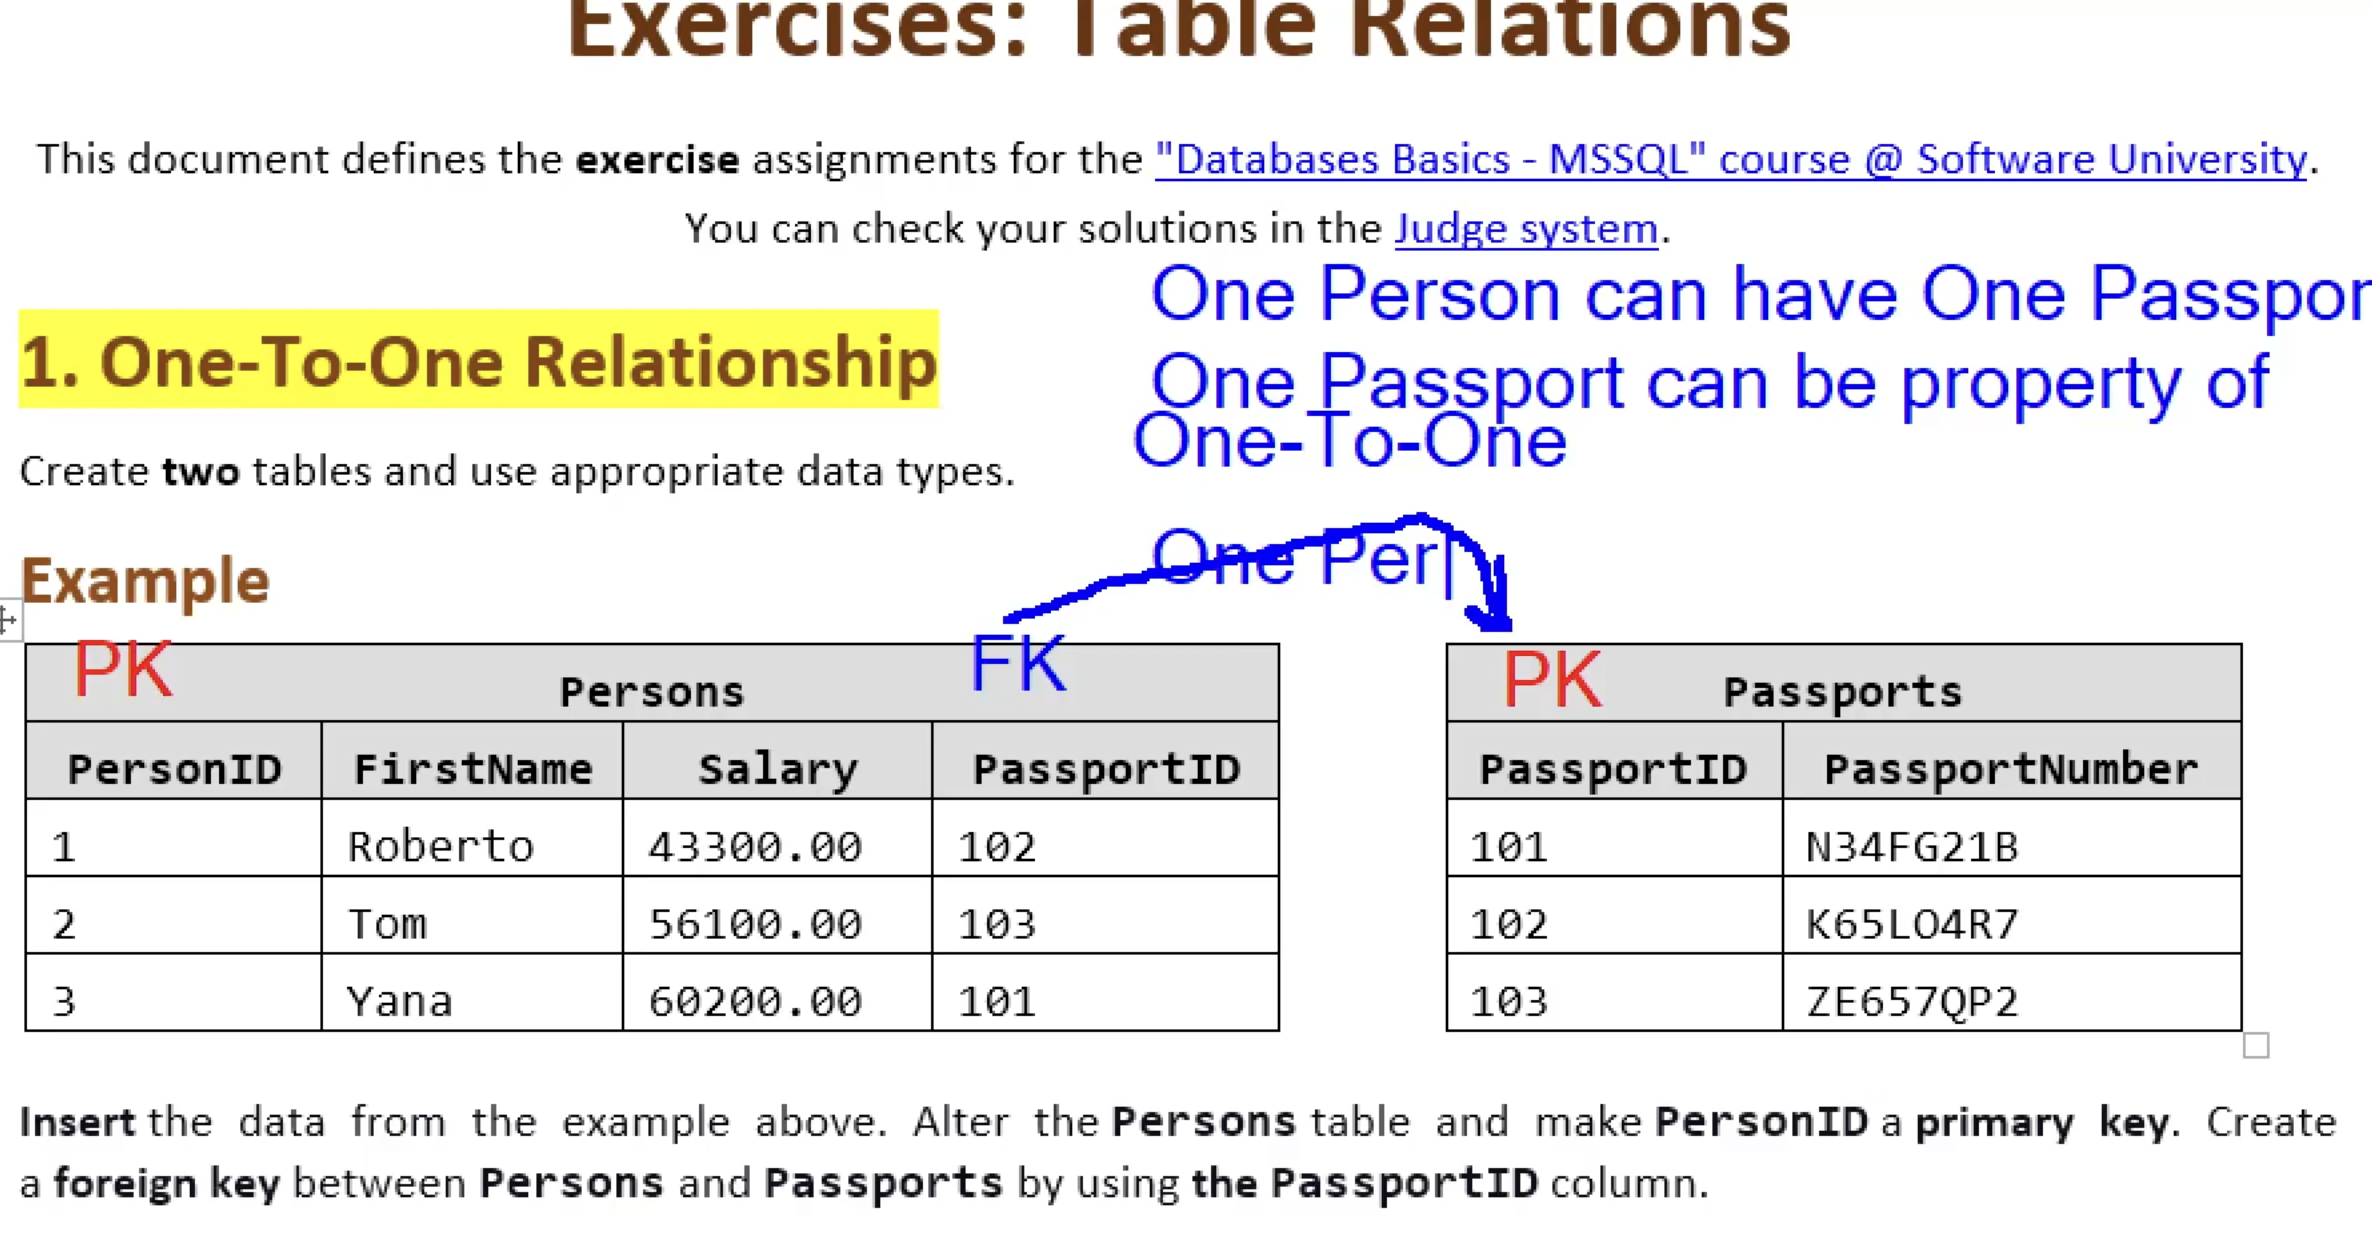 Exercises: Table Relations
This document defines the exercise assignments for the "Databases Basics - MSSQL" course @ Software University.
You can check your solutions in the Judge system.
One Person can have One Passpor
1. One-To-One Relationship
One Passport can be property of
One-To-One
Create two tables and use appropriate data types.
One Per
Example
PK Persons FK
PersonID FirstName Salary PassportID
1 Roberto 43300.00 102
2 Tom 56100.00 103
3 Yana 60200.00 101
PK Passports
PassportID PassportNumber
101 N34FG21B
102 K65LO4R7
103 ZE657QP2
Insert the data from the example above. Alter the Persons table and make PersonID a primary key. Create
a foreign key between Persons and Passports by using the PassportID column.